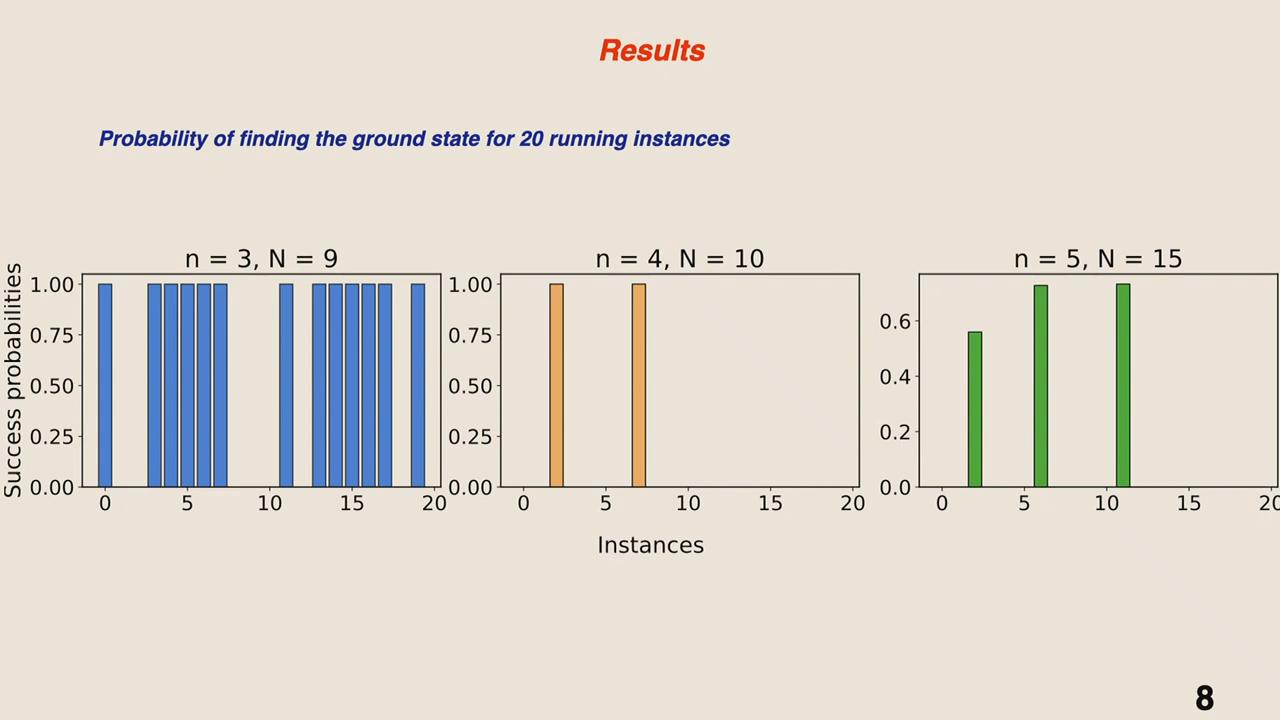 Results
Probability of finding the ground state for 20 running instances
n = 3, N = 9
n = 4, N = 10
n = 5, N = 15
Success probabilities
1.00
0.75
0.50
0.25
0.00
0 5 10 15 20
1.00
0.75
0.50
0.25
0.00
0 5 10 15 20
0.6
0.4
0.2
0.0
0 5 10 15 20
Instances
8